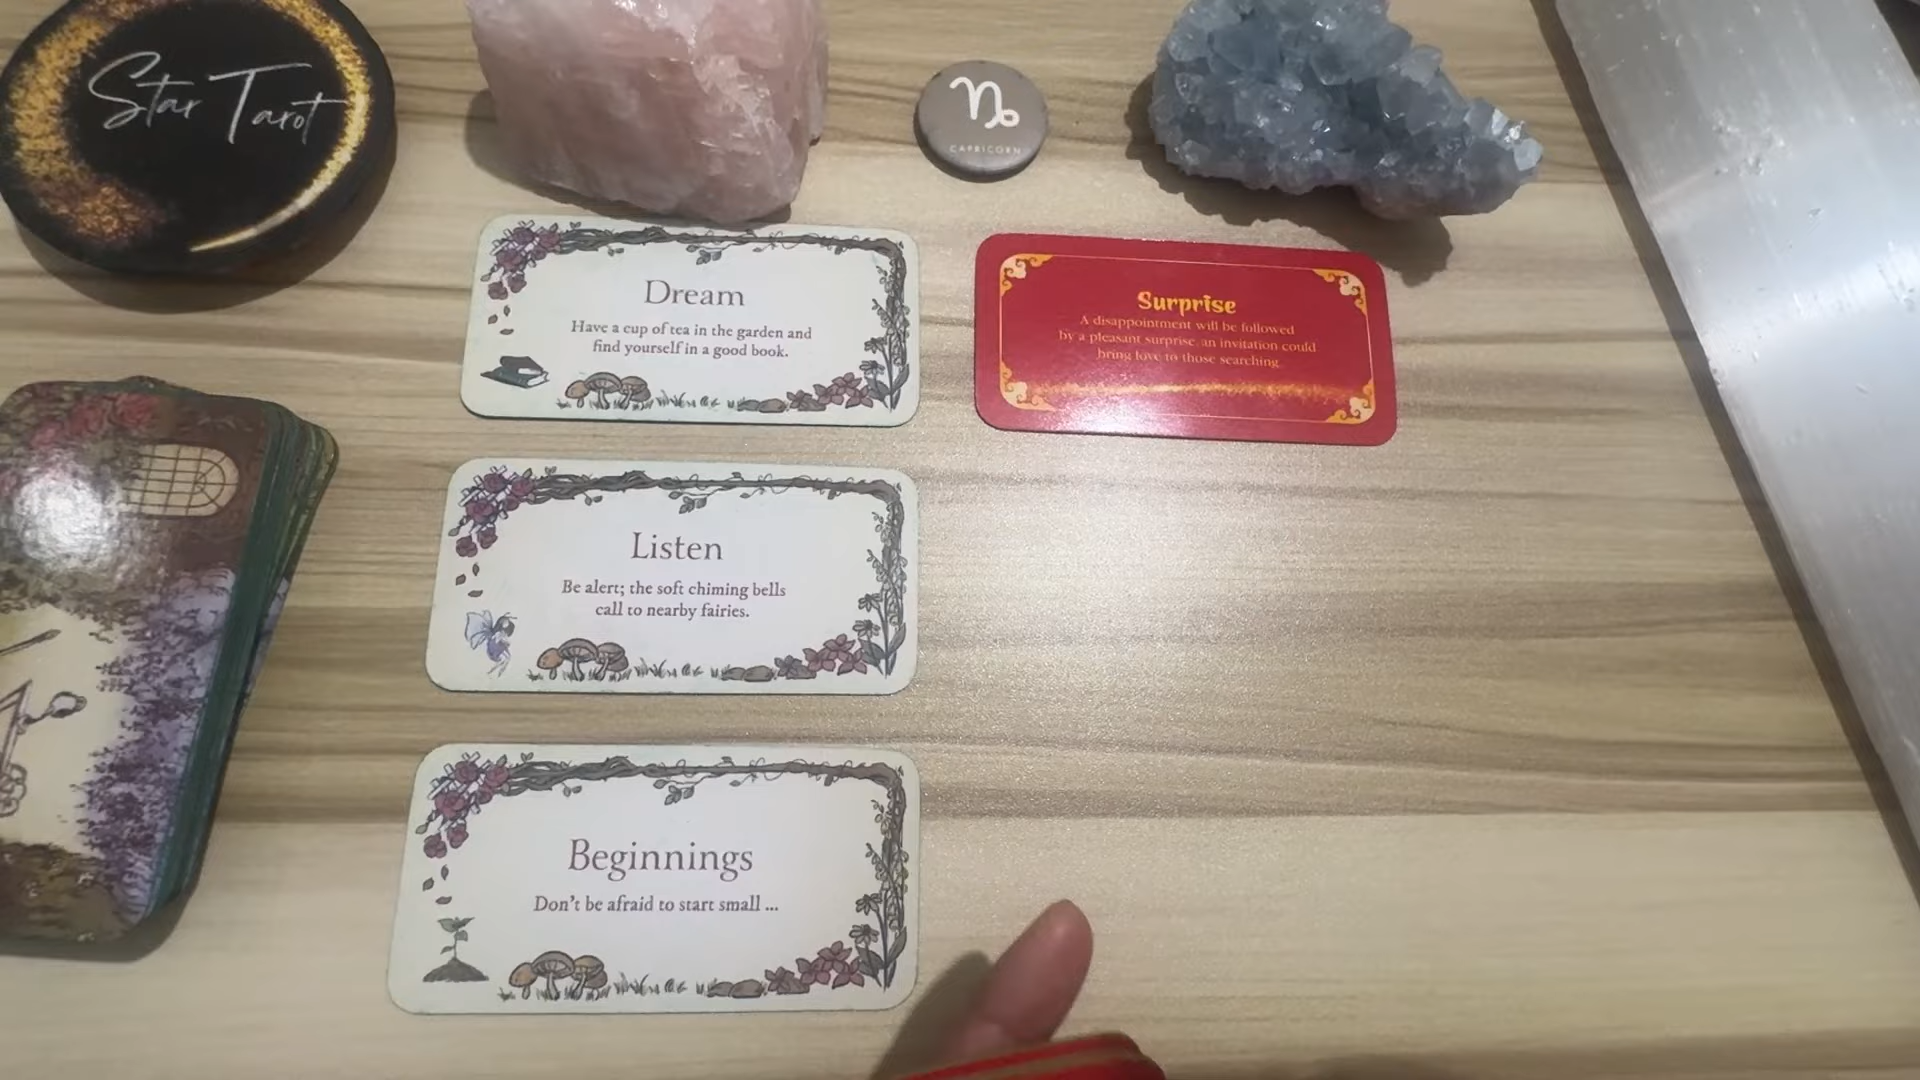 Star Tarot
CAPRICORN
Dream
Have a cup of tea in the garden and
find yourself in a good book.
Surprise
A disappointment will be followed
by a pleasant surprise, an invitation could
bring love to those searching.
Listen
Be alert; the soft chiming bells
call to nearby fairies.
Beginnings
Don't be afraid to start small ...